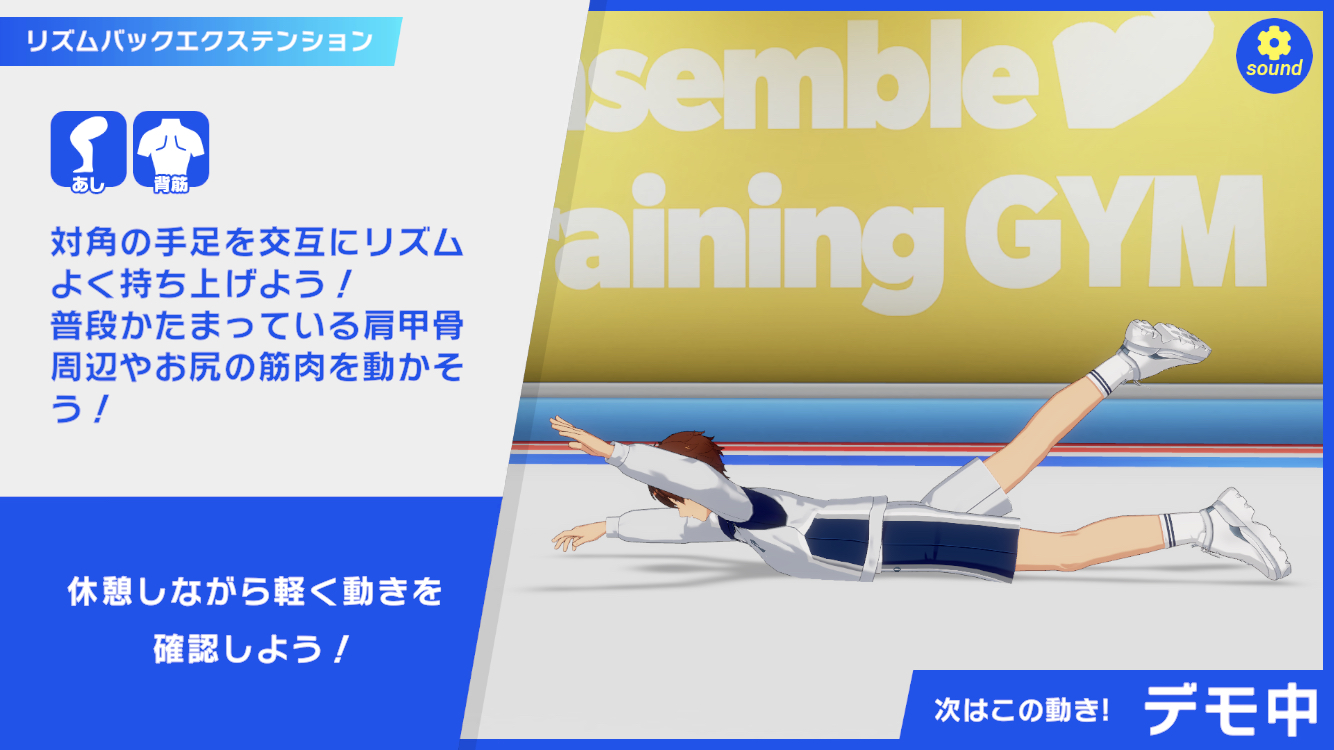 リズムバックエクステンション
sound
あし
背筋
対角の手足を交互にリズム
よく持ち上げよう！
普段かたまっている肩甲骨
周辺やお尻の筋肉を動かそ
う！
休憩しながら軽く動きを
確認しよう！
semble
raining GYM
次はこの動き!
デモ中